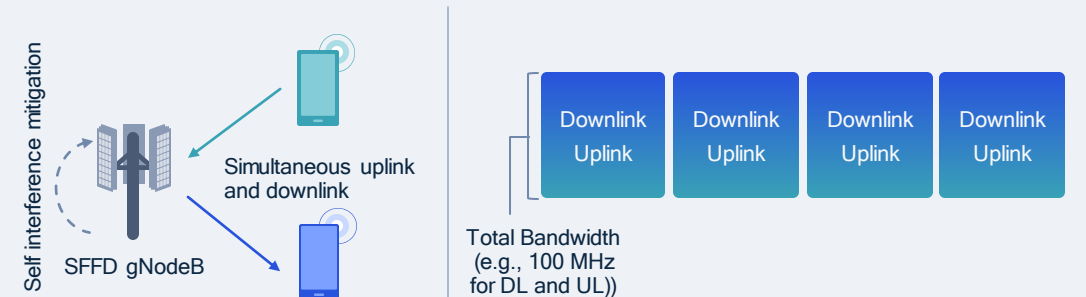 Self interference mitigation
Simultaneous uplink
and downlink
SFFD gNodeB
Downlink
Uplink
Downlink
Uplink
Downlink
Uplink
Downlink
Uplink
Total Bandwidth
(e.g., 100 MHz
for DL and UL))